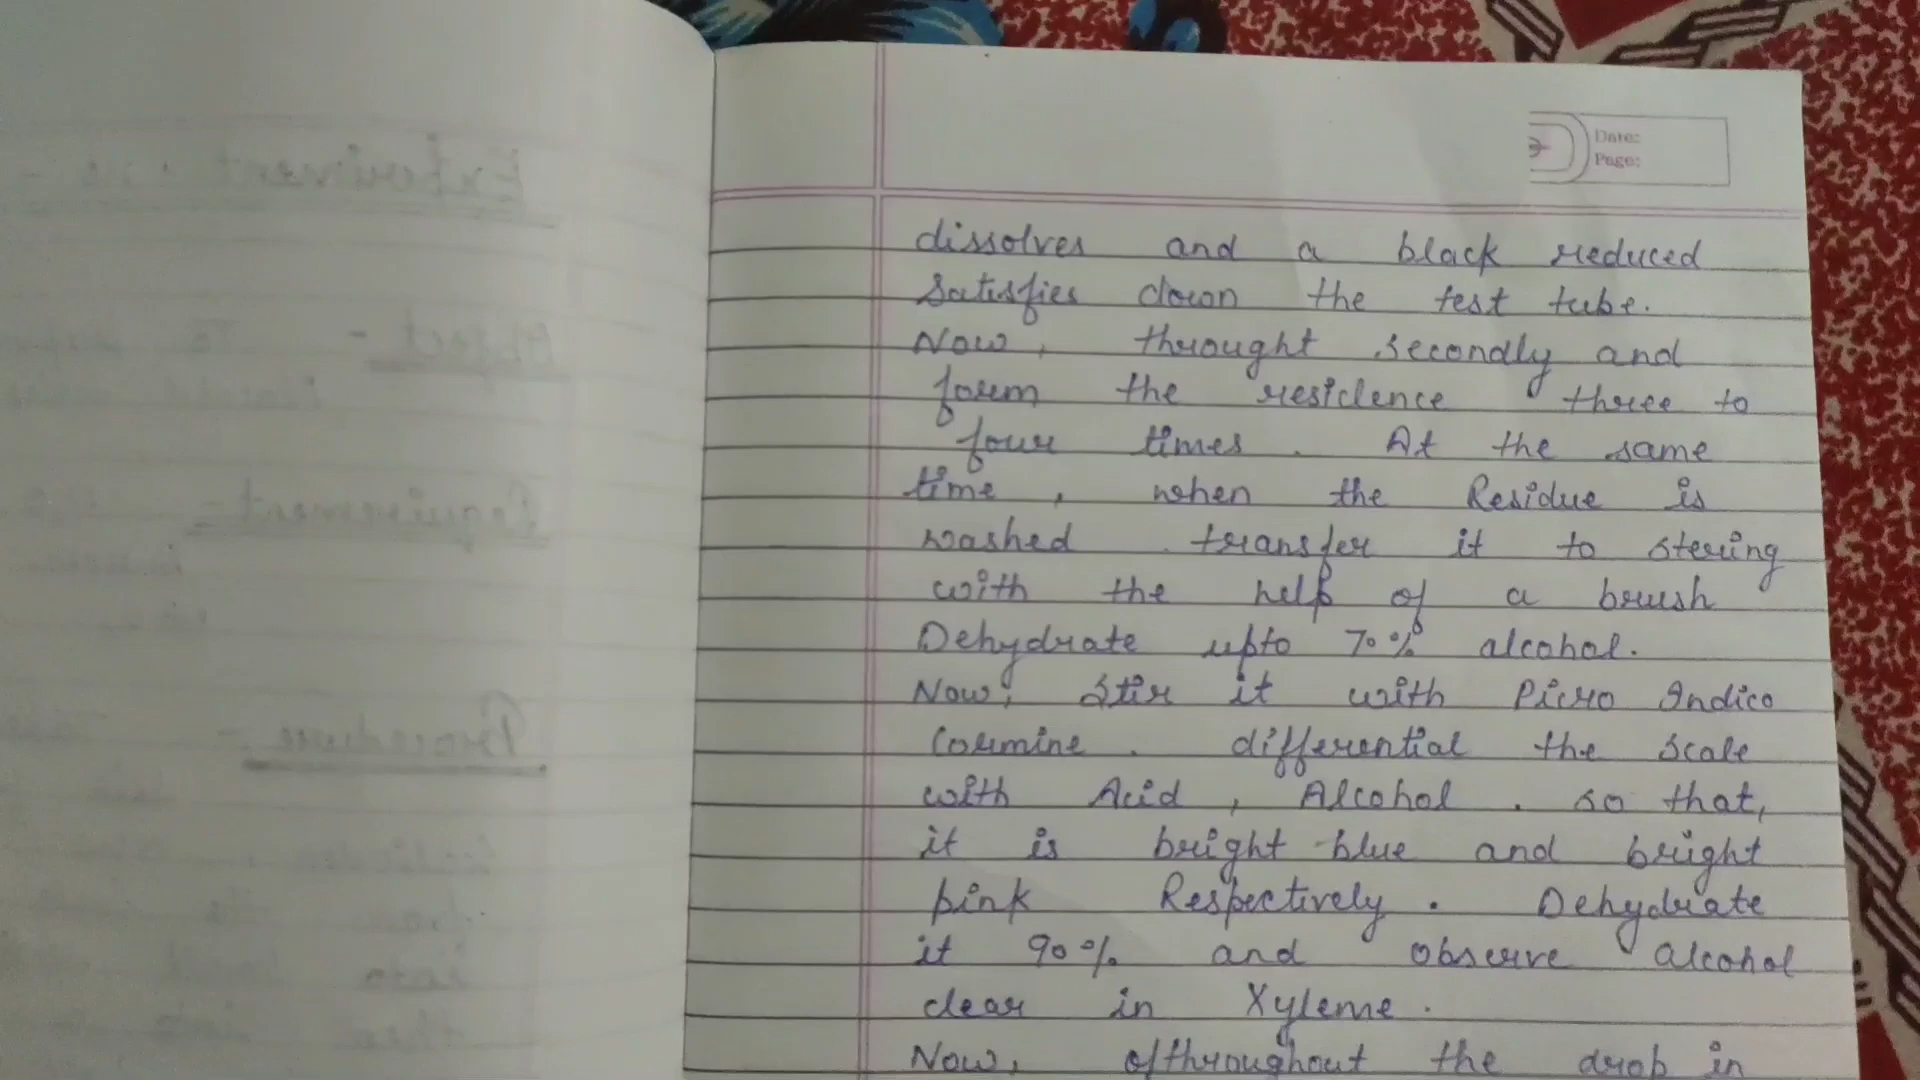 Date:
Page:
dissolves and a black reduced
Satisfies down the test tube.
Now, throught secondly and
form the residence three to
four times. At the same
time, when the Residue is
washed transfer it to stering
with the help of a brush
Dehydrate upto 70% alcohol.
Now, Stir it with Picro Indico
Cormine. differential the scale
with Acid, Alcohol. so that,
it is bright blue and bright
pink Respectively. Dehydrate
it 90% and observe alcohol
clear in Xyleme.
Now, ofthroughout the drop in